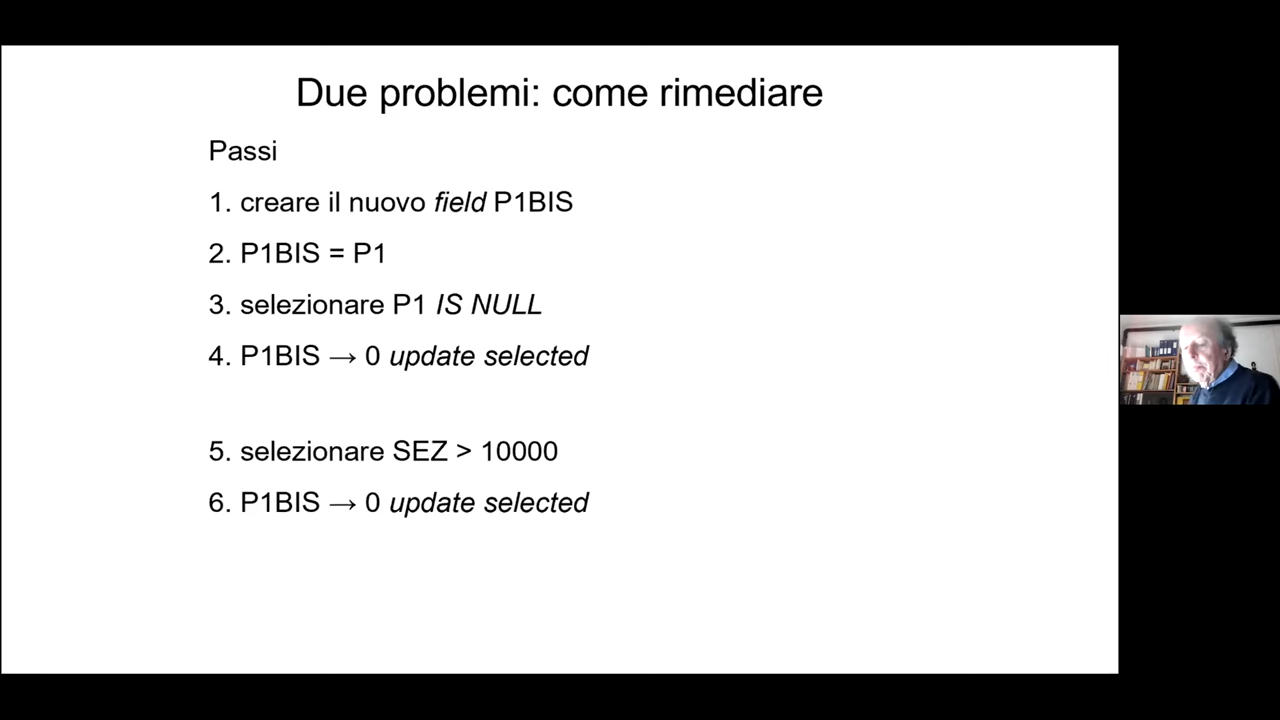 Due problemi: come rimediare
Passi
1. creare il nuovo field P1BIS
2. P1BIS = P1
3. selezionare P1 IS NULL
4. P1BIS → 0 update selected
5. selezionare SEZ > 10000
6. P1BIS → 0 update selected